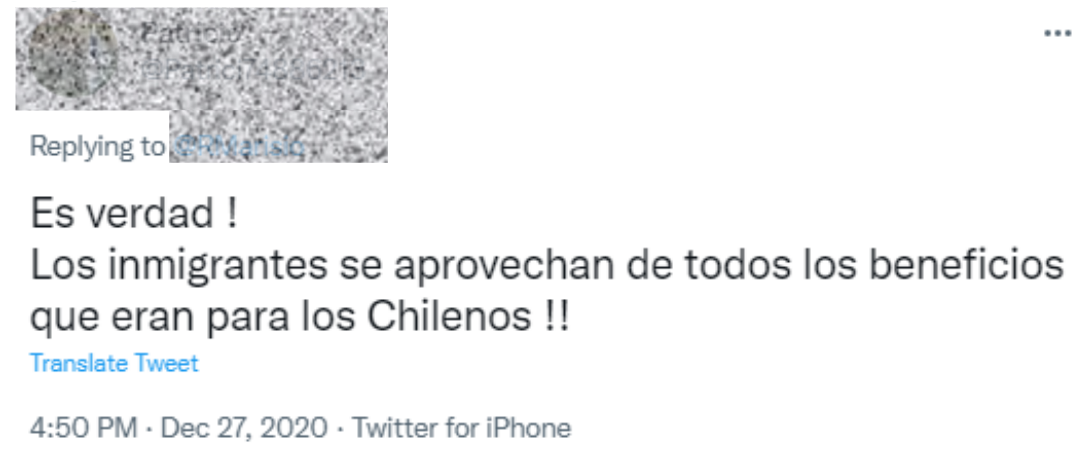 Replying to
Es verdad !
Los inmigrantes se aprovechan de todos los beneficios
que eran para los Chilenos !!
Translate Tweet
4:50 PM · Dec 27, 2020 · Twitter for iPhone